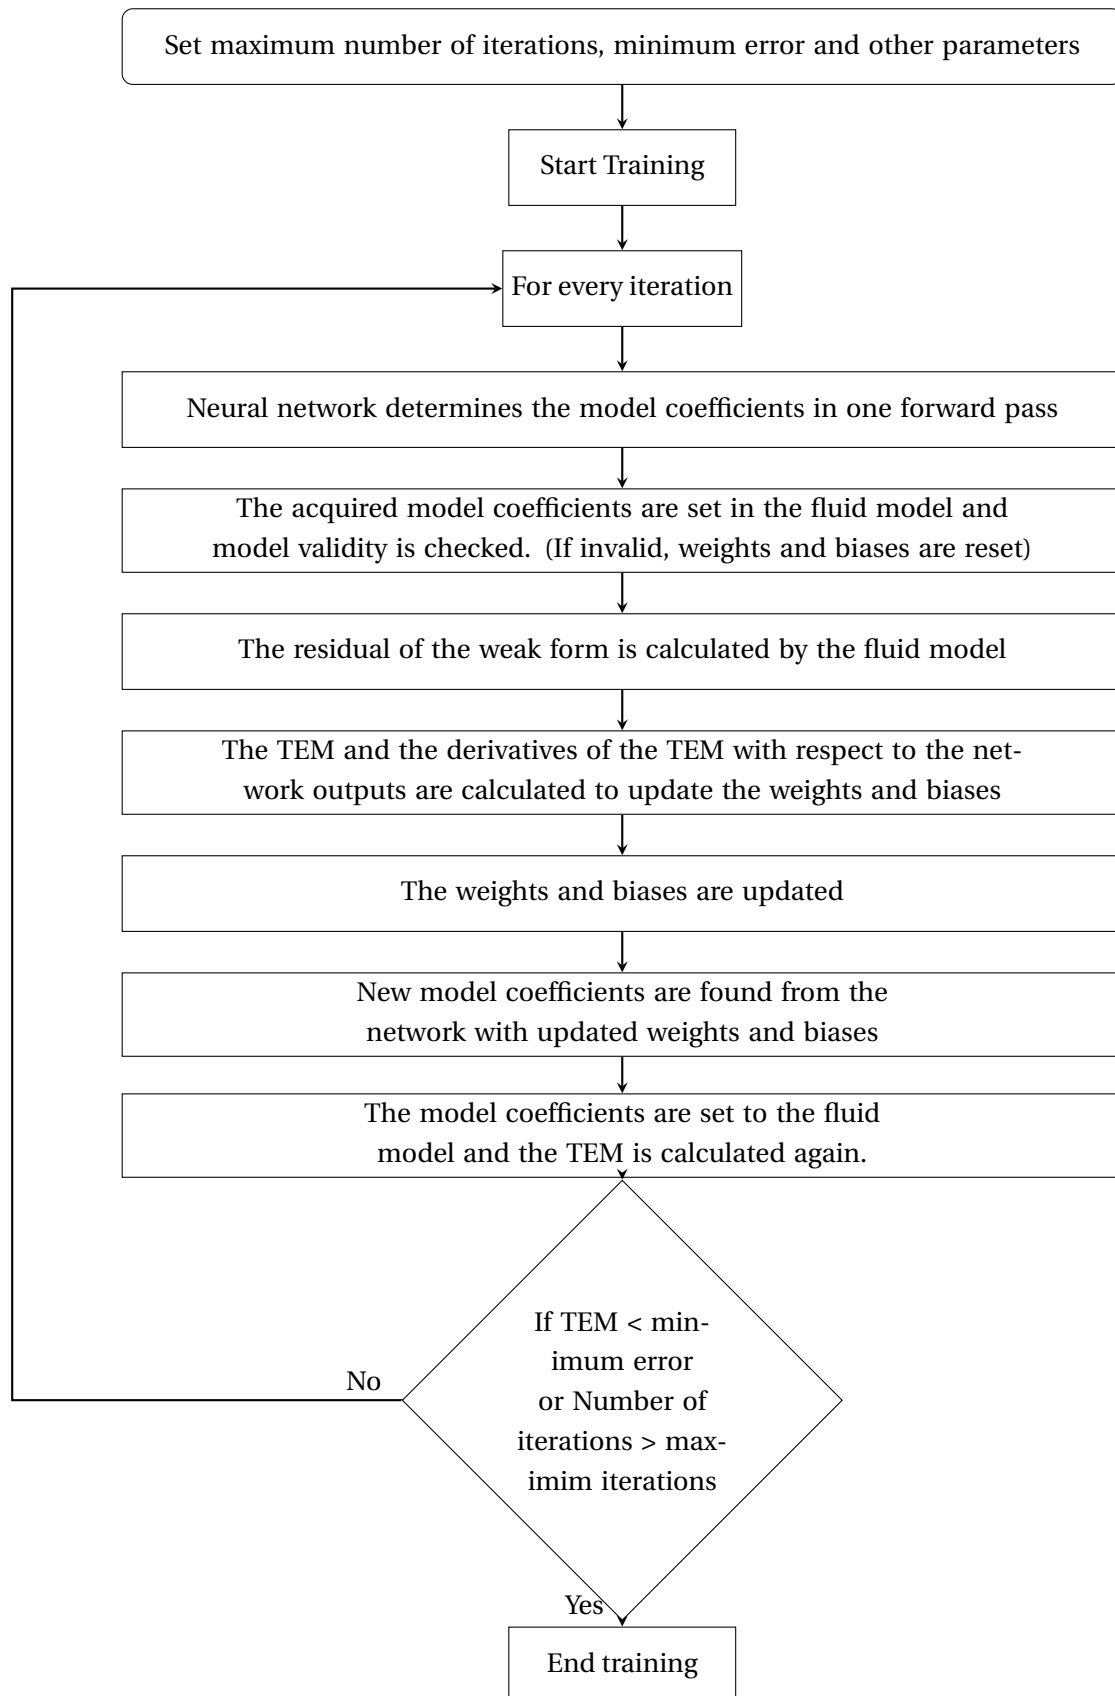 Set maximum number of iterations, minimum error and other parameters
Start Training
For every iteration
Neural network determines the model coefficients in one forward pass
The acquired model coefficients are set in the fluid model and
model validity is checked. (If invalid, weights and biases are reset)
The residual of the weak form is calculated by the fluid model
The TEM and the derivatives of the TEM with respect to the net-
work outputs are calculated to update the weights and biases
The weights and biases are updated
New model coefficients are found from the
network with updated weights and biases
The model coefficients are set to the fluid
model and the TEM is calculated again.
If TEM < min-
imum error
or Number of
iterations > max-
imim iterations
No
Yes
End training